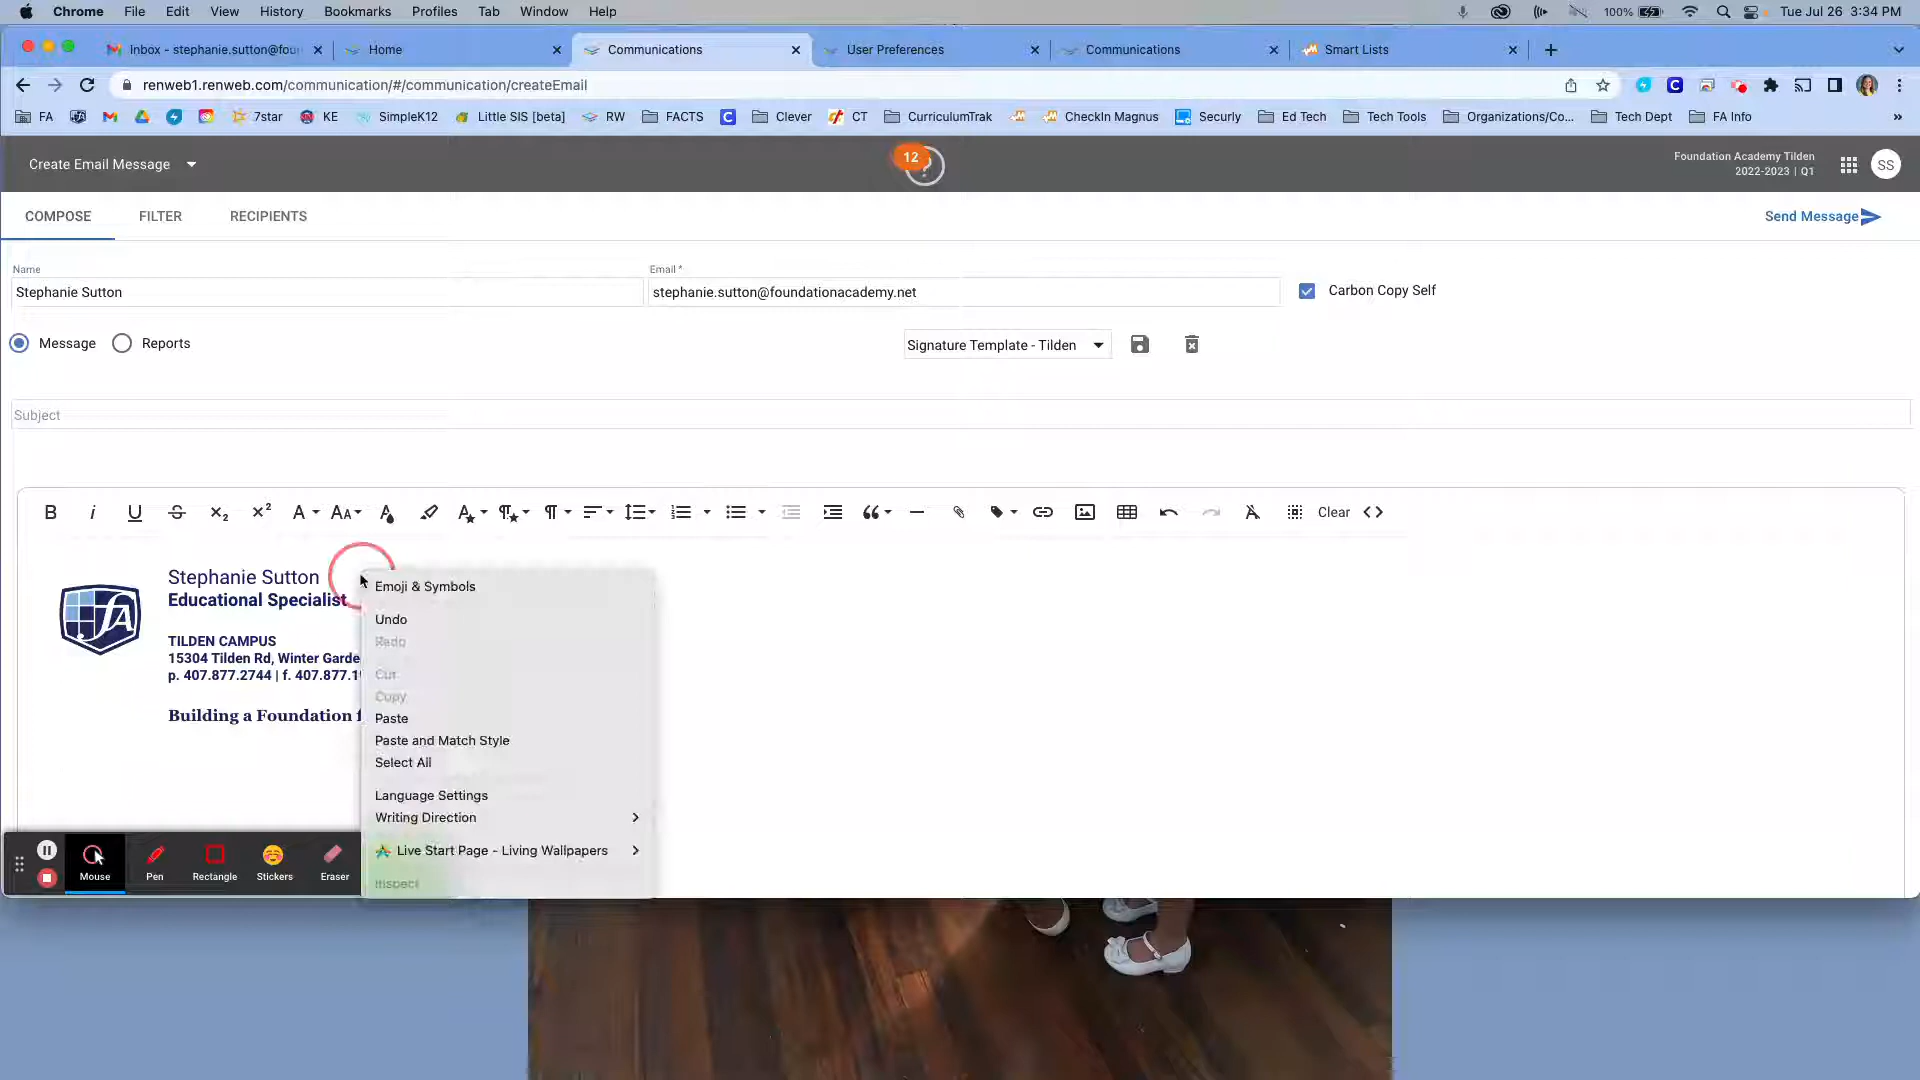 Chrome File Edit View History Bookmarks Profiles Tab Window Help 100% Tue Jul 26 3:34 PM
Inbox - stephanie.sutton@fou Home Communications User Preferences Communications Smart Lists
renweb1.renweb.com/communication/#/communication/createEmail
FA 7star KE SimpleK12 Little SIS [beta] RW FACTS Clever CT CurriculumTrak CheckIn Magnus Securly Ed Tech Tech Tools Organizations/Co... Tech Dept FA Info »
Create Email Message 12 ? Foundation Academy Tilden
2022-2023 | Q1 SS
COMPOSE FILTER RECIPIENTS Send Message
Name Email *
Stephanie Sutton stephanie.sutton@foundationacademy.net Carbon Copy Self
Message Reports Signature Template - Tilden
Subject
Clear
Stephanie Sutton
Educational Specialist
TILDEN CAMPUS
15304 Tilden Rd, Winter Garde
p. 407.877.2744 | f. 407.877.1
Building a Foundation f
fA
Emoji & Symbols
Undo
Redo
Cut
Copy
Paste
Paste and Match Style
Select All
Language Settings
Writing Direction
Live Start Page - Living Wallpapers
Inspect
Mouse Pen Rectangle Stickers Eraser